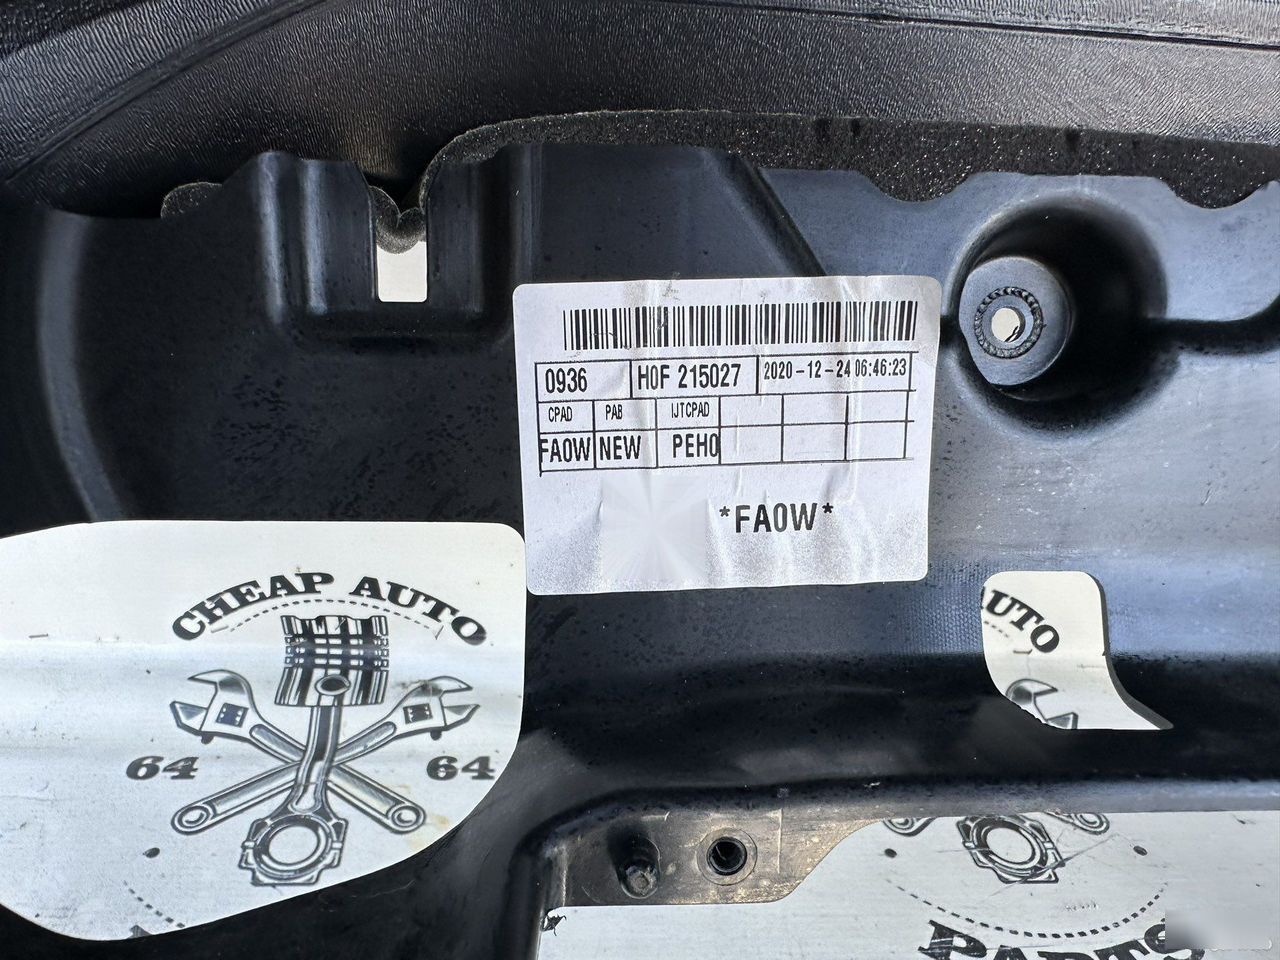 0936 H0F 215027 2020-12-24 06:46:23
CPAD PAB IJTCPAD
FA0W NEW PEH0
*FA0W*
CHEAP AUTO
64 64
AUTO
PARTS